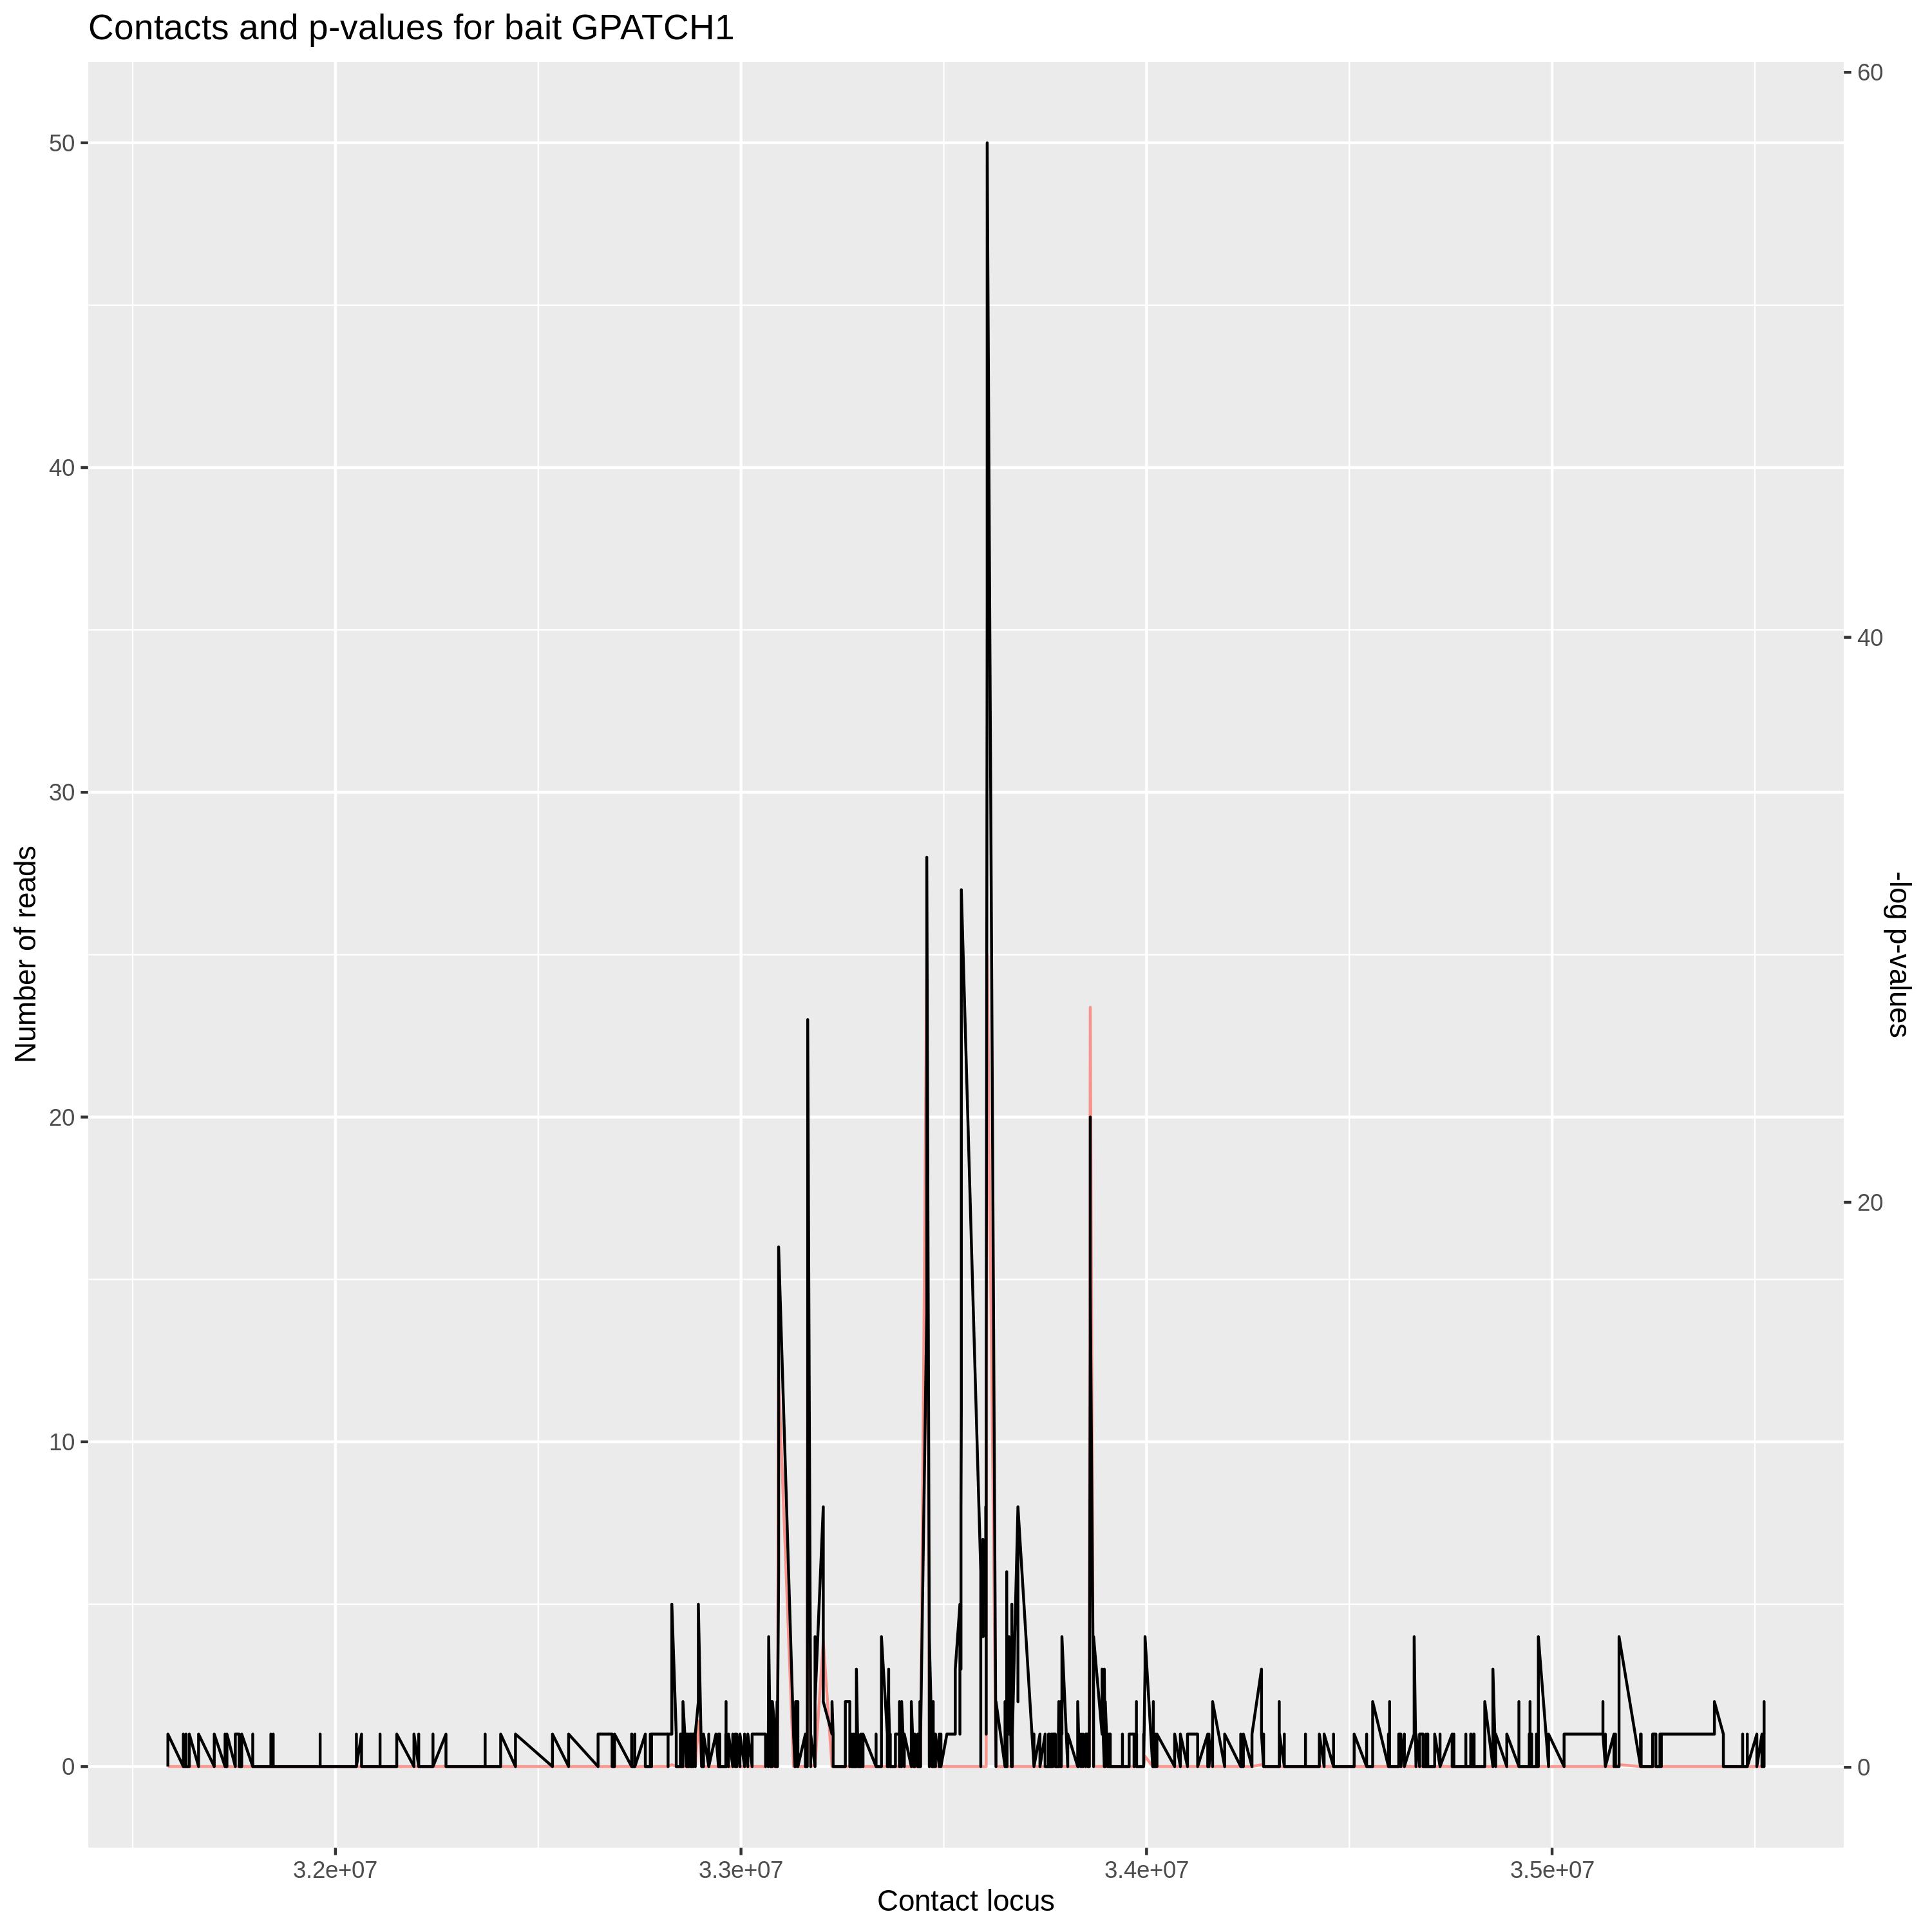 Contacts and p-values for bait GPATCH1
60
50
40
40
30
20
20
10
0
0
Number of reads
-log p-values
3.2e+07
3.3e+07
3.4e+07
3.5e+07
Contact locus